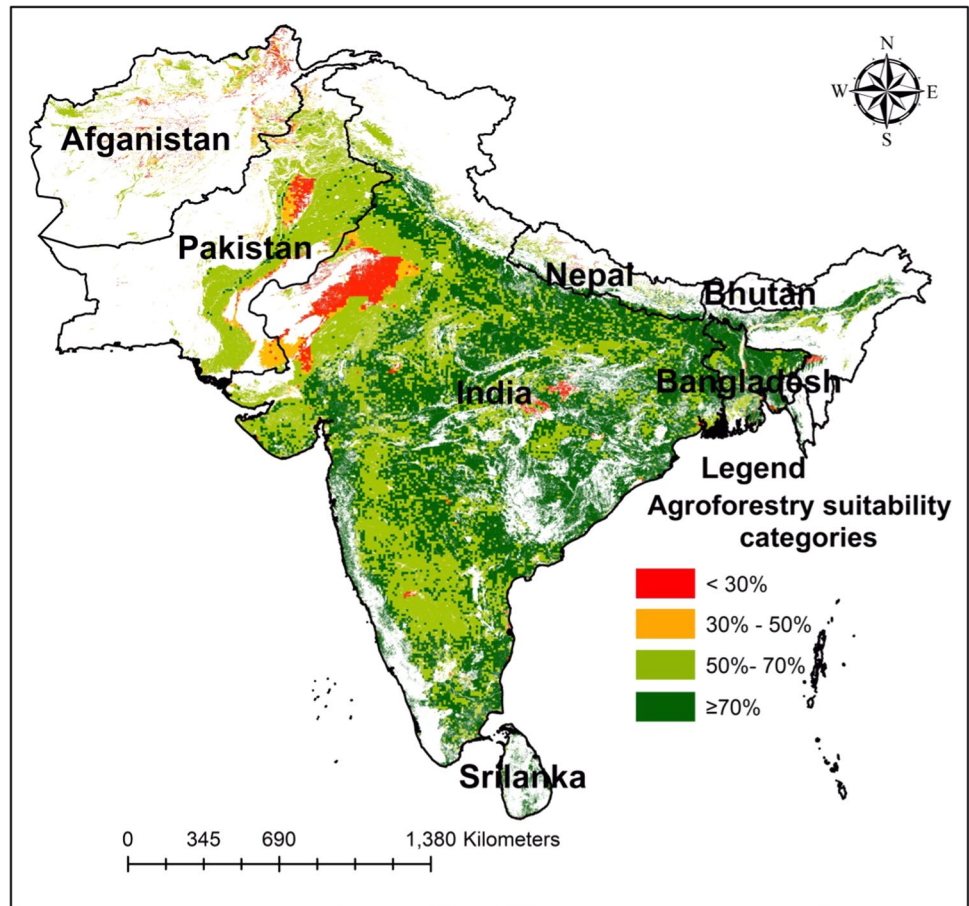 N
W E
S
Afganistan
Pakistan
Nepal
Bhutan
India
Bangladesh
Legend
Agroforestry suitability
categories
< 30%
30% - 50%
50%- 70%
≥70%
Srilanka
0 345 690 1,380 Kilometers